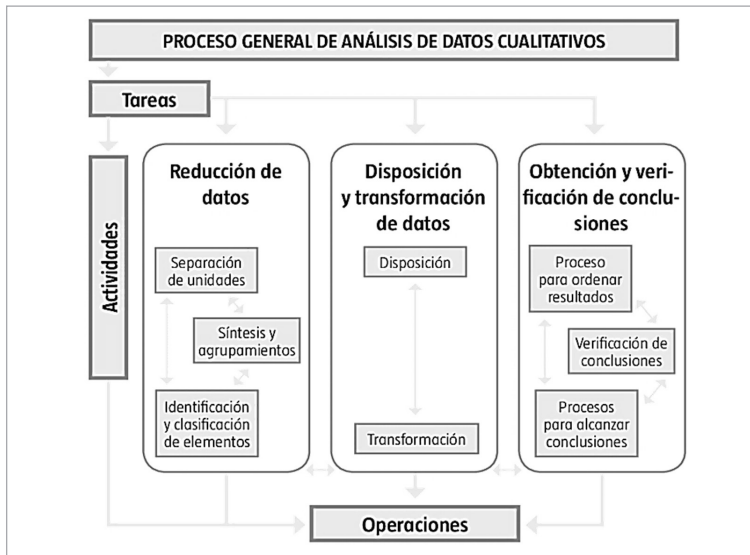 PROCESO GENERAL DE ANÁLISIS DE DATOS CUALITATIVOS
Tareas
Actividades
Reducción de
datos
Separación
de unidades
Síntesis y
agrupamientos
Identificación
y clasificación
de elementos
Disposición
y transformación
de datos
Disposición
Transformación
Obtención y veri-
ficación de conclu-
siones
Proceso
para ordenar
resultados
Verificación de
conclusiones
Procesos
para alcanzar
conclusiones
Operaciones